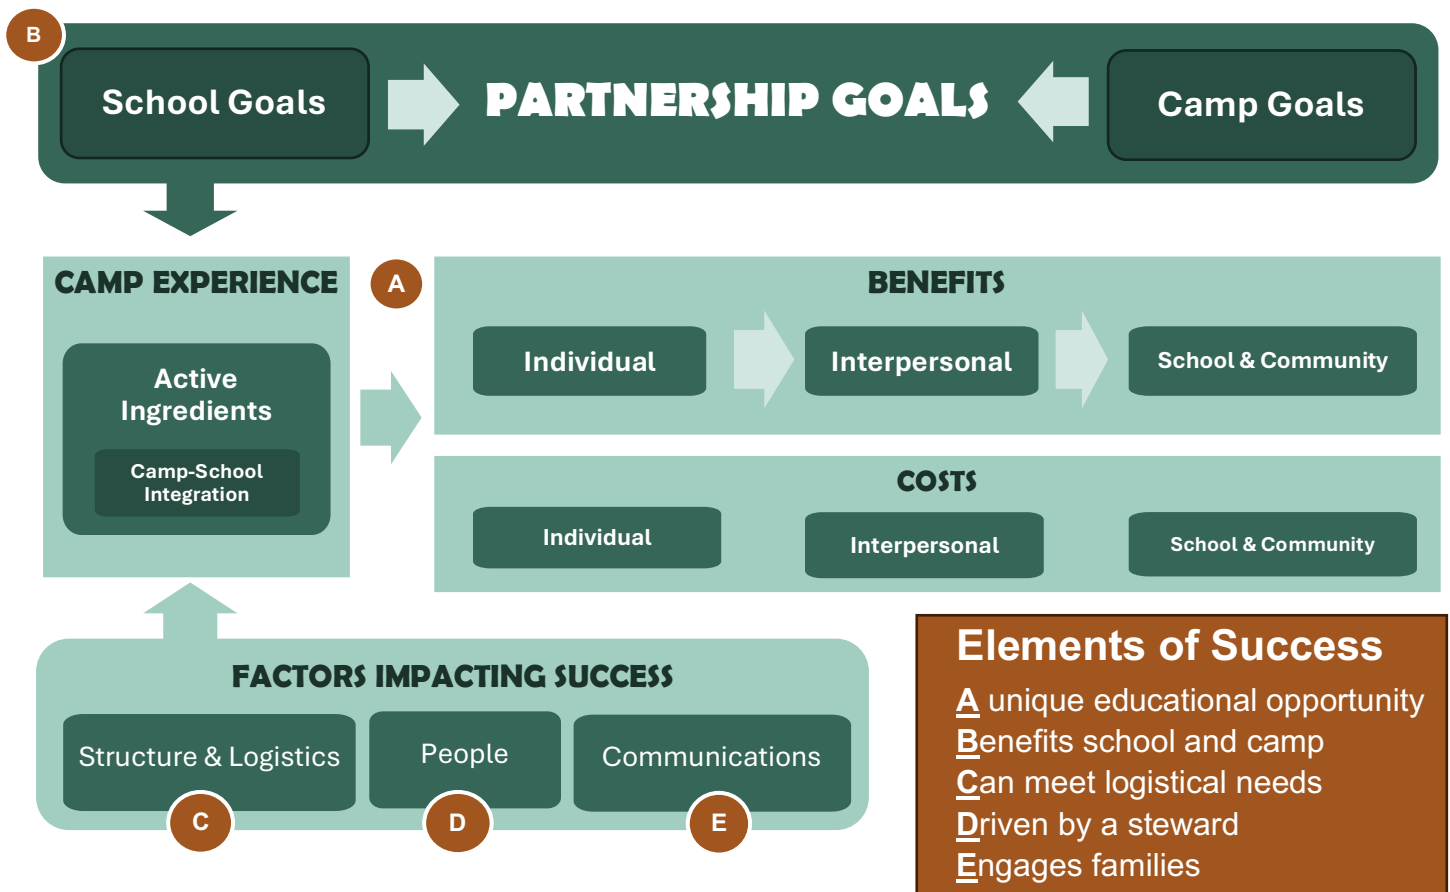 B
School Goals
PARTNERSHIP GOALS
Camp Goals
CAMP EXPERIENCE
Active
Ingredients
Camp-School
Integration
A
BENEFITS
Individual
Interpersonal
School & Community
COSTS
Individual
Interpersonal
School & Community
FACTORS IMPACTING SUCCESS
Structure & Logistics
People
Communications
C
D
E
Elements of Success
A unique educational opportunity
Benefits school and camp
Can meet logistical needs
Driven by a steward
Engages families